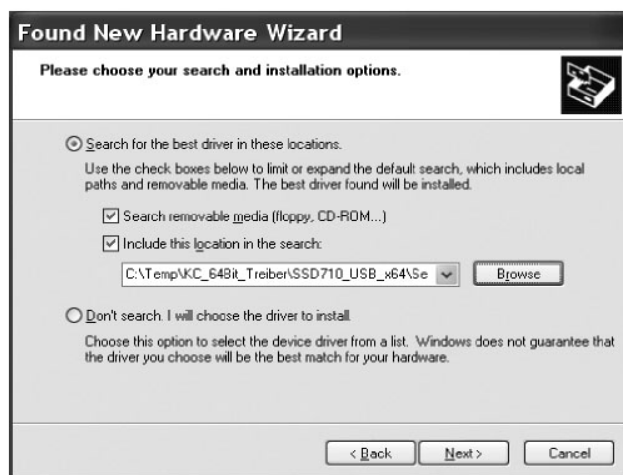 Found New Hardware Wizard
Please choose your search and installation options.
Search for the best driver in these locations.
Use the check boxes below to limit or expand the default search, which includes local
paths and removable media. The best driver found will be installed.
Search removable media (floppy, CD-ROM...)
Include this location in the search:
C:\Temp\KC_64Bit_Treiber\SSD710_USB_x64\Se
Browse
Don't search. I will choose the driver to install.
Choose this option to select the device driver from a list. Windows does not guarantee that
the driver you choose will be the best match for your hardware.
< Back Next > Cancel